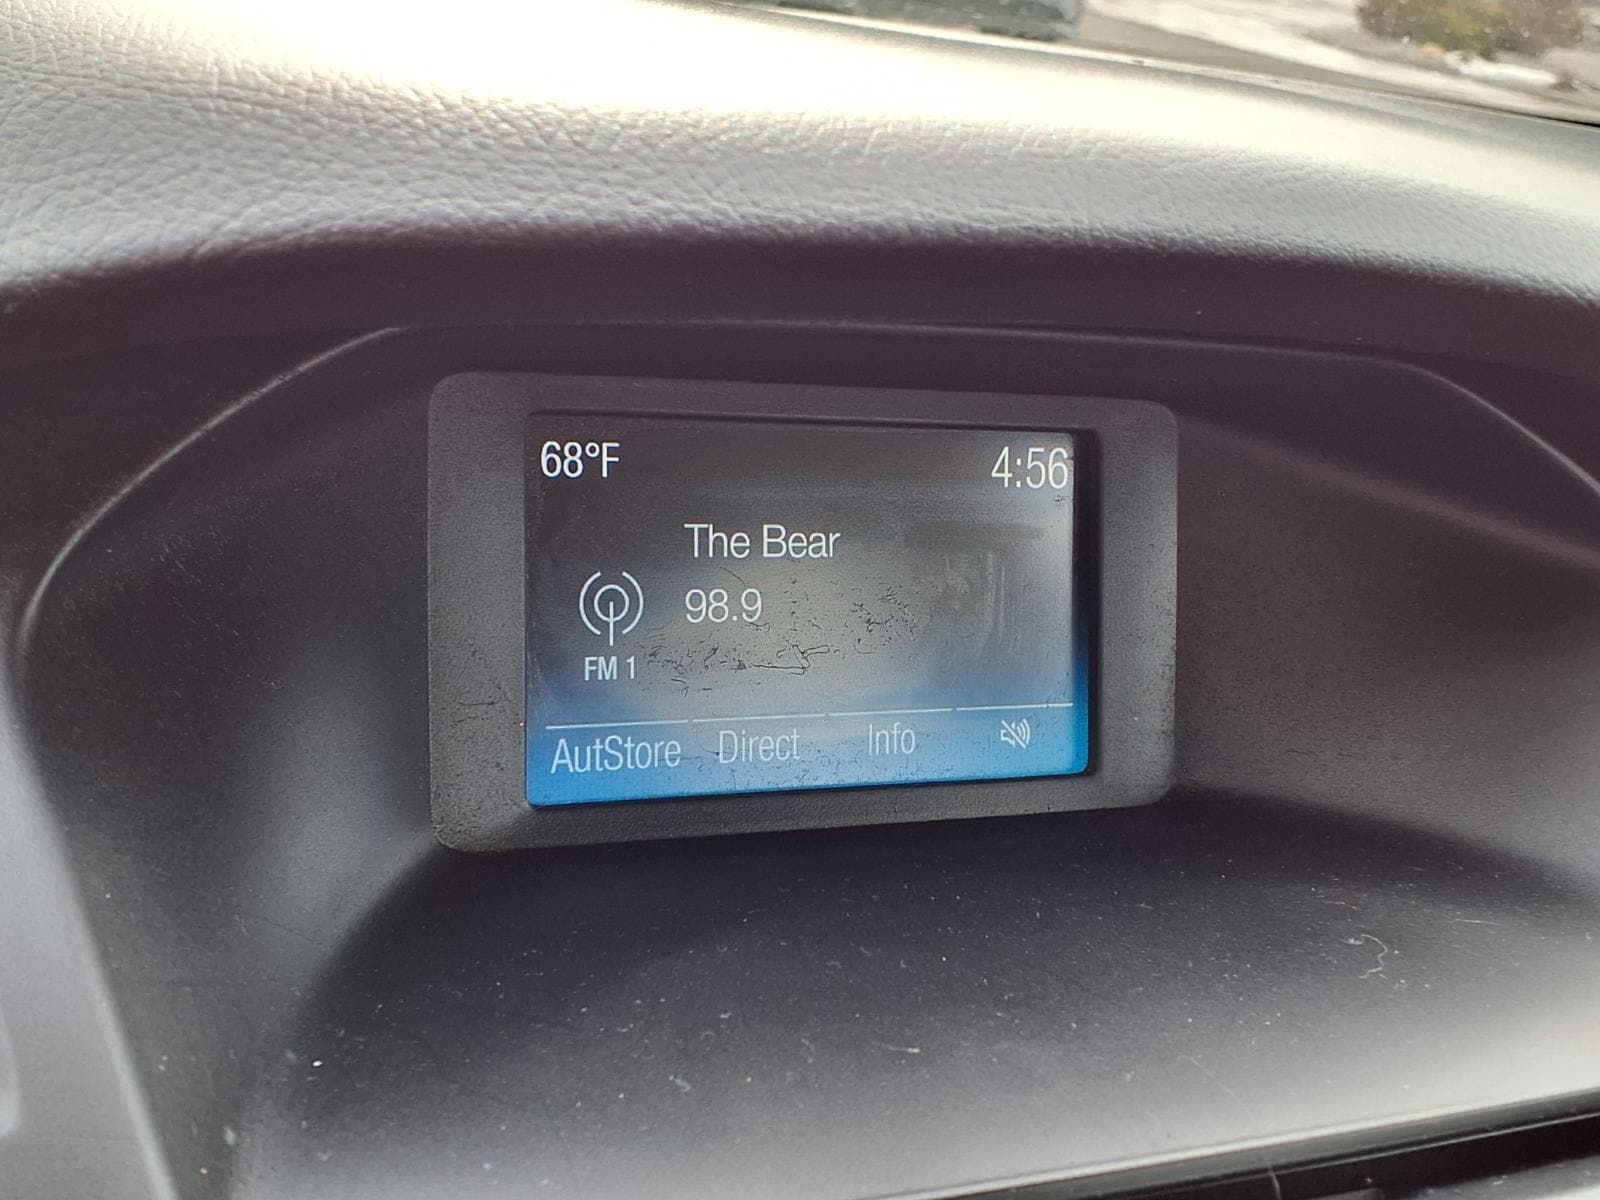 68°F 4:56
The Bear
98.9
FM 1
AutStore Direct Info